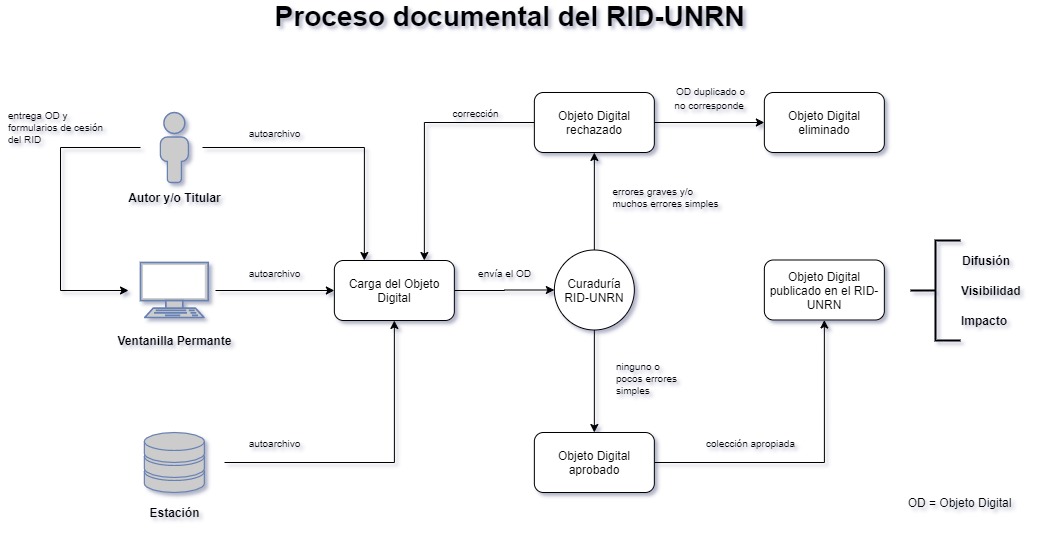 Proceso documental del RID-UNRN
entrega OD y
formularios de cesión
del RID
autoarchivo
Autor y/o Titular
corrección
Objeto Digital
rechazado
OD duplicado o
no corresponde
Objeto Digital
eliminado
errores graves y/o
muchos errores simples
autoarchivo
Ventanilla Permante
Carga del Objeto
Digital
envía el OD
Curaduría
RID-UNRN
Objeto Digital
publicado en el RID-
UNRN
Difusión
Visibilidad
Impacto
ninguno o
pocos errores
simples
autoarchivo
Estación
Objeto Digital
aprobado
colección apropiada
OD = Objeto Digital